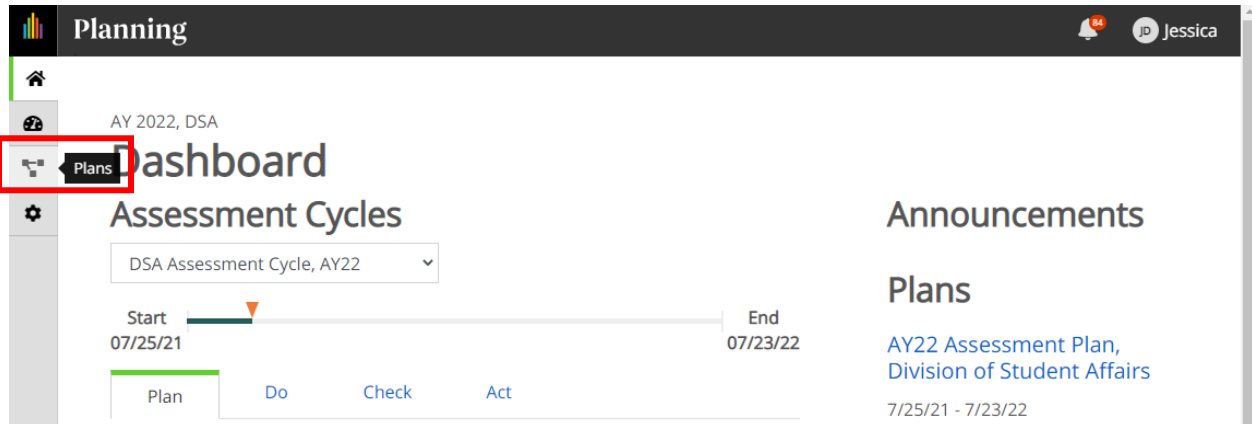 Planning
84
JD Jessica
AY 2022, DSA
Plans
Dashboard
Assessment Cycles
DSA Assessment Cycle, AY22
Start
07/25/21
End
07/23/22
Plan Do Check Act
Announcements
Plans
AY22 Assessment Plan,
Division of Student Affairs
7/25/21 - 7/23/22